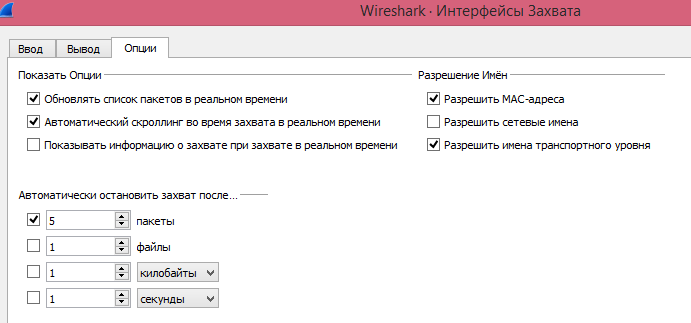 Wireshark · Интерфейсы Захвата
Ввод Вывод Опции
Показать Опции
Обновлять список пакетов в реальном времени
Автоматический скроллинг во время захвата в реальном времени
Показывать информацию о захвате при захвате в реальном времени
Разрешение Имён
Разрешить MAC-адреса
Разрешить сетевые имена
Разрешить имена транспортного уровня
Автоматически остановить захват после...
5 пакеты
1 файлы
1 килобайты
1 секунды